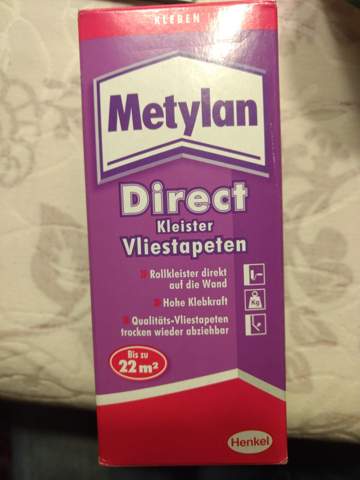 KLEBEN
Metylan
Direct
Kleister
Vliestapeten
Rollkleister direkt
auf die Wand
Hohe Klebkraft
Qualitäts-Vliestapeten
trocken wieder abziehbar
Kg
Bis zu
22 m²
Henkel